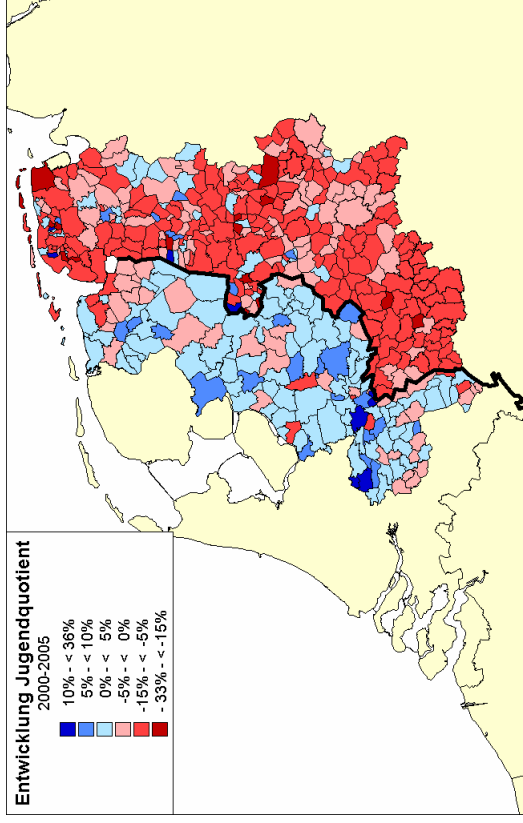 Entwicklung Jugendquotient
2000-2005
10% - < 36%
5% - < 10%
0% - < 5%
-5% - < 0%
-15% - < -5%
- 33% - < -15%